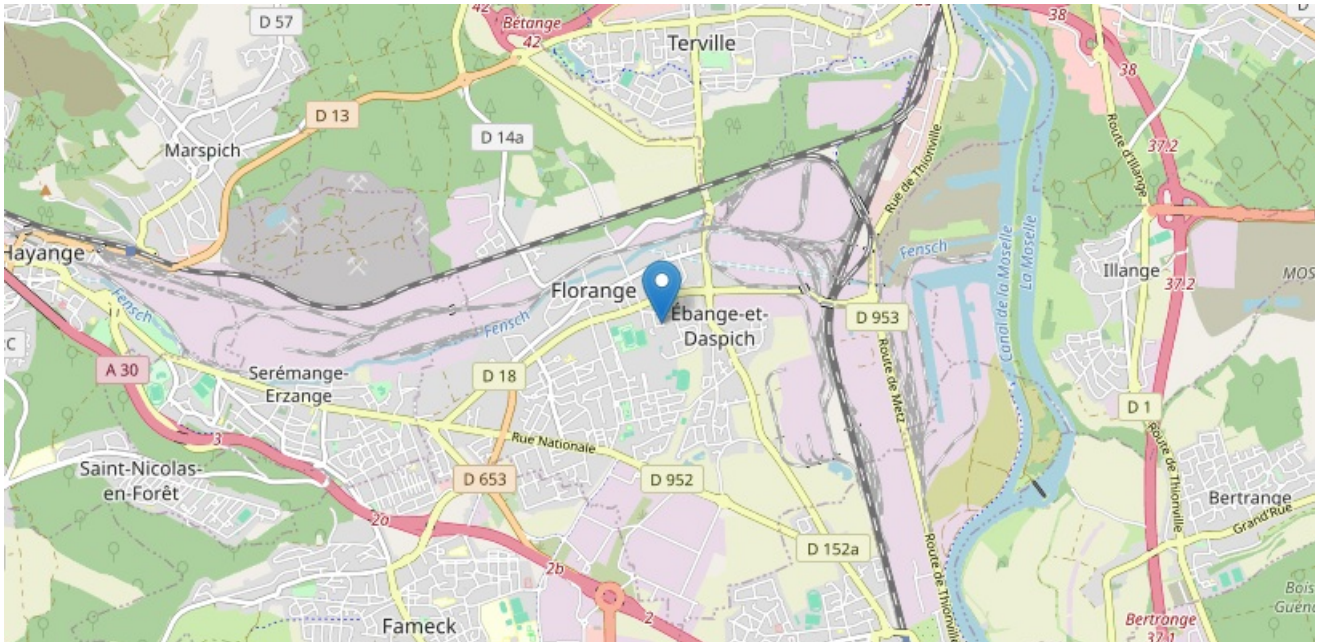 D 57
42
Bétange
42
Terville
38
38
D 13
D 14a
Marspich
Rue de Thionville
Route d'Illange
37.2
Hayange
Fensch
Florange
Ébange-et-
Daspich
Fensch
Fensch
D 953
Canal de la Moselle
La Moselle
Illange
37.2
A 30
Serémange-
Erzange
D 18
Route de Metz
D 1
3
Rue Nationale
Saint-Nicolas-
en-Forêt
D 653
D 952
Route de Thionville
Bertrange
Grand'Rue
2a
D 152a
2b
Route de Thionville
2
Fameck
Bertrange
37.1